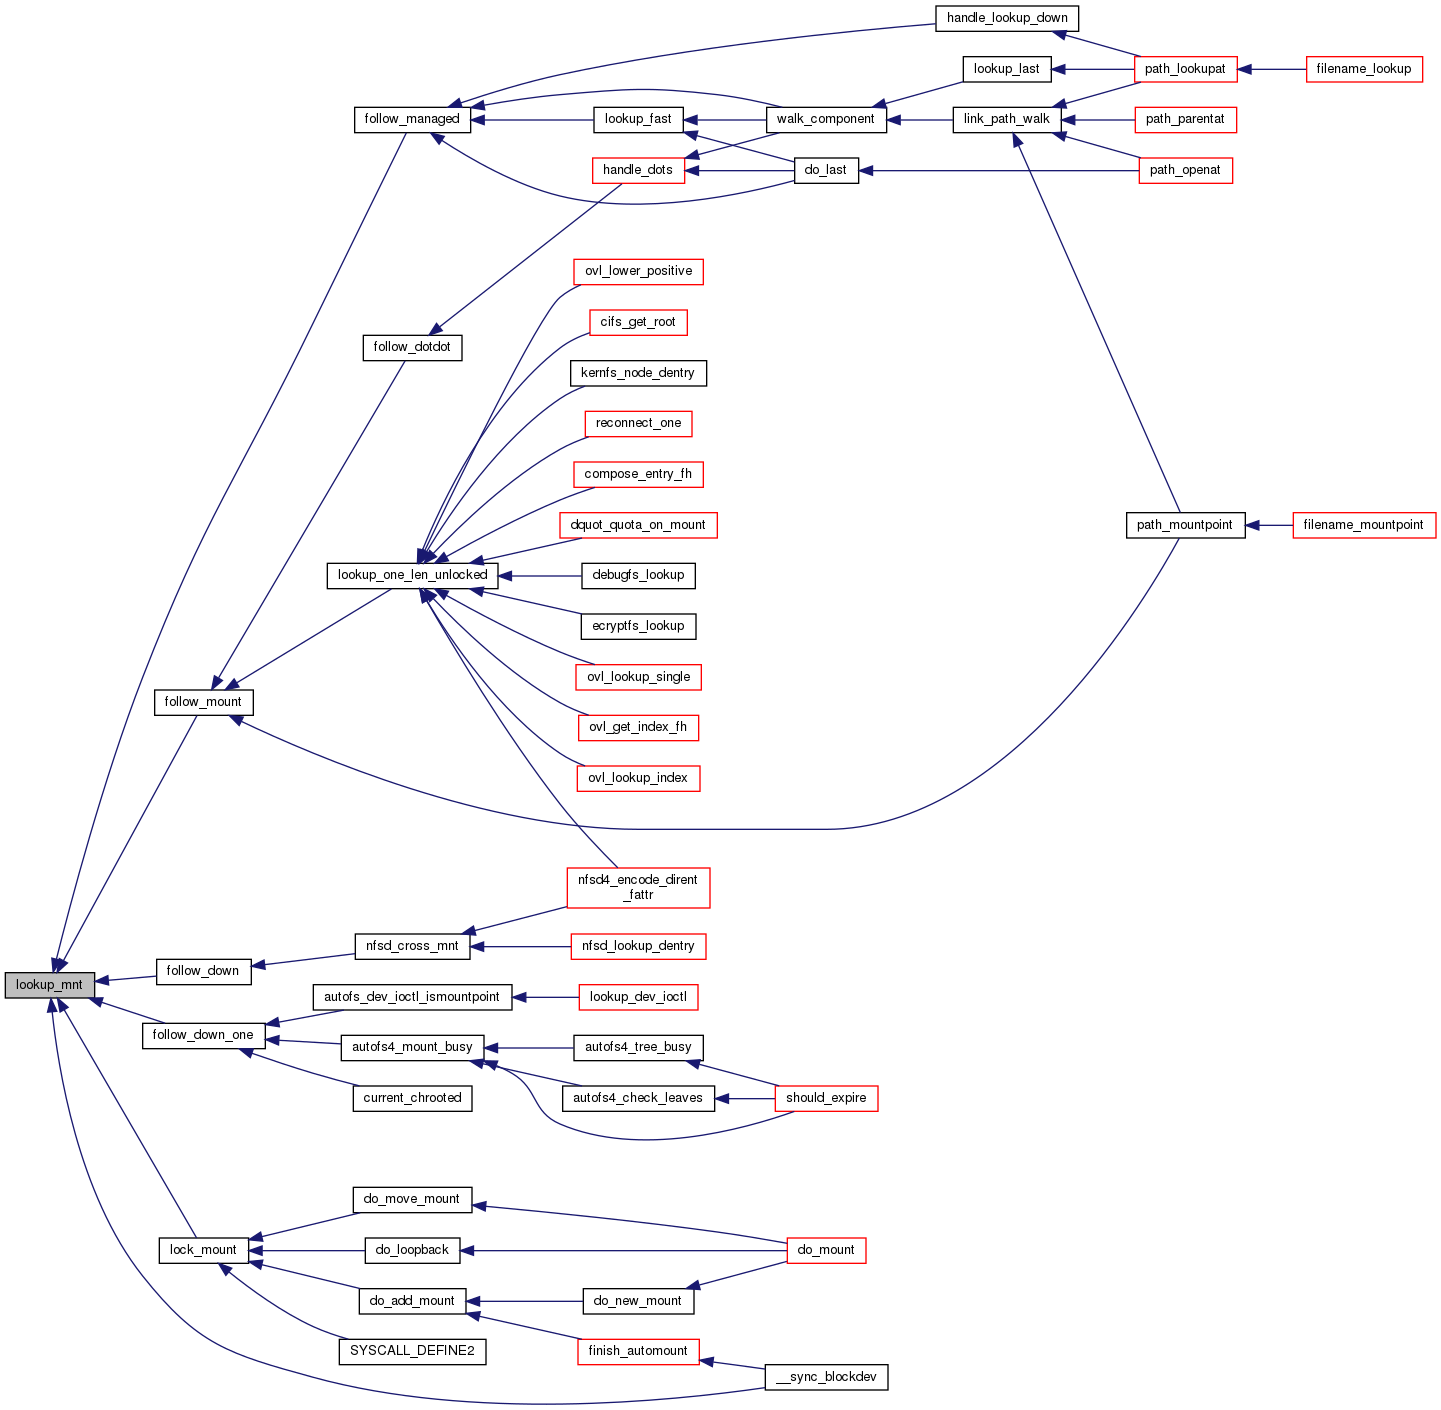 handle_lookup_down
lookup_last
path_lookupat
filename_lookup
follow_managed
lookup_fast
walk_component
link_path_walk
path_parentat
handle_dots
do_last
path_openat
ovl_lower_positive
cifs_get_root
follow_dotdot
kernfs_node_dentry
reconnect_one
compose_entry_fh
dquot_quota_on_mount
path_mountpoint
filename_mountpoint
lookup_one_len_unlocked
debugfs_lookup
ecryptfs_lookup
ovl_lookup_single
follow_mount
ovl_get_index_fh
ovl_lookup_index
nfsd4_encode_dirent
_fattr
nfsd_cross_mnt
nfsd_lookup_dentry
follow_down
lookup_mnt
autofs_dev_ioctl_ismountpoint
lookup_dev_ioctl
follow_down_one
autofs4_mount_busy
autofs4_tree_busy
current_chrooted
autofs4_check_leaves
should_expire
do_move_mount
lock_mount
do_loopback
do_mount
do_add_mount
do_new_mount
SYSCALL_DEFINE2
finish_automount
__sync_blockdev